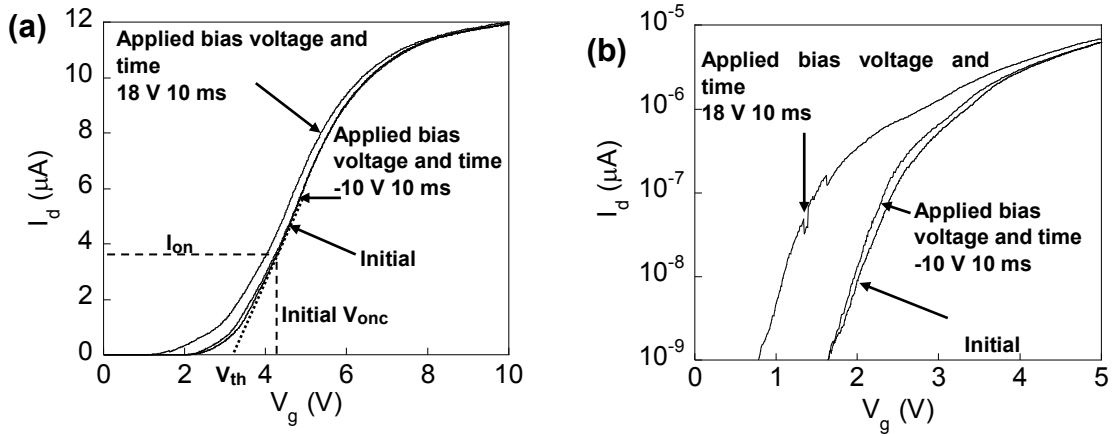 (a)
12
10
8
6
4
2
0
I_d (μA)
Applied bias voltage and
time
18 V 10 ms
Applied bias
voltage and time
-10 V 10 ms
I_on
Initial
Initial V_onc
0
2
V_th
4
6
8
10
V_g (V)
(b)
10^-5
10^-6
10^-7
10^-8
10^-9
I_d (μA)
Applied bias voltage and
time
18 V 10 ms
Applied bias
voltage and time
-10 V 10 ms
Initial
0
1
2
3
4
5
V_g (V)